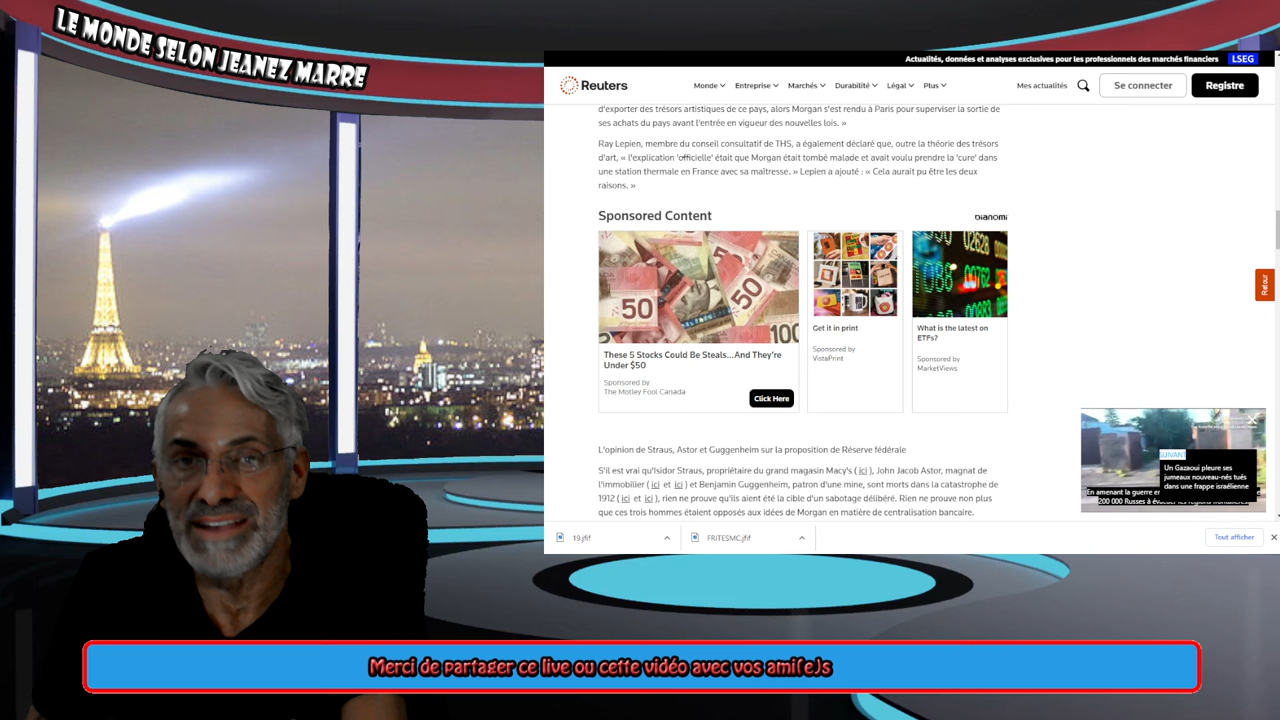 LE MONDE SELON JEANEZ MARRE
Actualités, données et analyses exclusives pour les professionnels des marchés financiers LSEG
Reuters Monde Entreprise Marchés Durabilité Légal Plus Mes actualités Se connecter Registre
d'exporter des trésors artistiques de ce pays, alors Morgan s'est rendu à Paris pour superviser la sortie de
ses achats du pays avant l'entrée en vigueur des nouvelles lois. »
Ray Lepien, membre du conseil consultatif de THS, a également déclaré que, outre la théorie des trésors
d'art, « l'explication 'officielle' était que Morgan était tombé malade et avait voulu prendre la 'cure' dans
une station thermale en France avec sa maîtresse. » Lepien a ajouté : « Cela aurait pu être les deux
raisons. »
Sponsored Content
Dianomi
These 5 Stocks Could Be Steals...And They're
Under $50
Sponsored by
The Motley Fool Canada
Click Here
Get it in print
Sponsored by
VistaPrint
What is the latest on
ETFs?
Sponsored by
MarketViews
Retour
L'opinion de Straus, Astor et Guggenheim sur la proposition de Réserve fédérale
S'il est vrai qu'Isidor Straus, propriétaire du grand magasin Macy's ( ici ), John Jacob Astor, magnat de
l'immobilier ( ici et ici ) et Benjamin Guggenheim, patron d'une mine, sont morts dans la catastrophe de
1912 ( ici et ici ), rien ne prouve qu'ils aient été la cible d'un sabotage délibéré. Rien ne prouve non plus
que ces trois hommes étaient opposés aux idées de Morgan en matière de centralisation bancaire.
SUIVANT
Un Gazaoui pleure ses
jumeaux nouveau-nés tués
dans une frappe israélienne
En amenant la guerre en
200 000 Russes à évacuer les régions frontalières
19.jfif
FRITESMC.jfif
Tout afficher
Merci de partager ce live ou cette vidéo avec vos ami(e)s